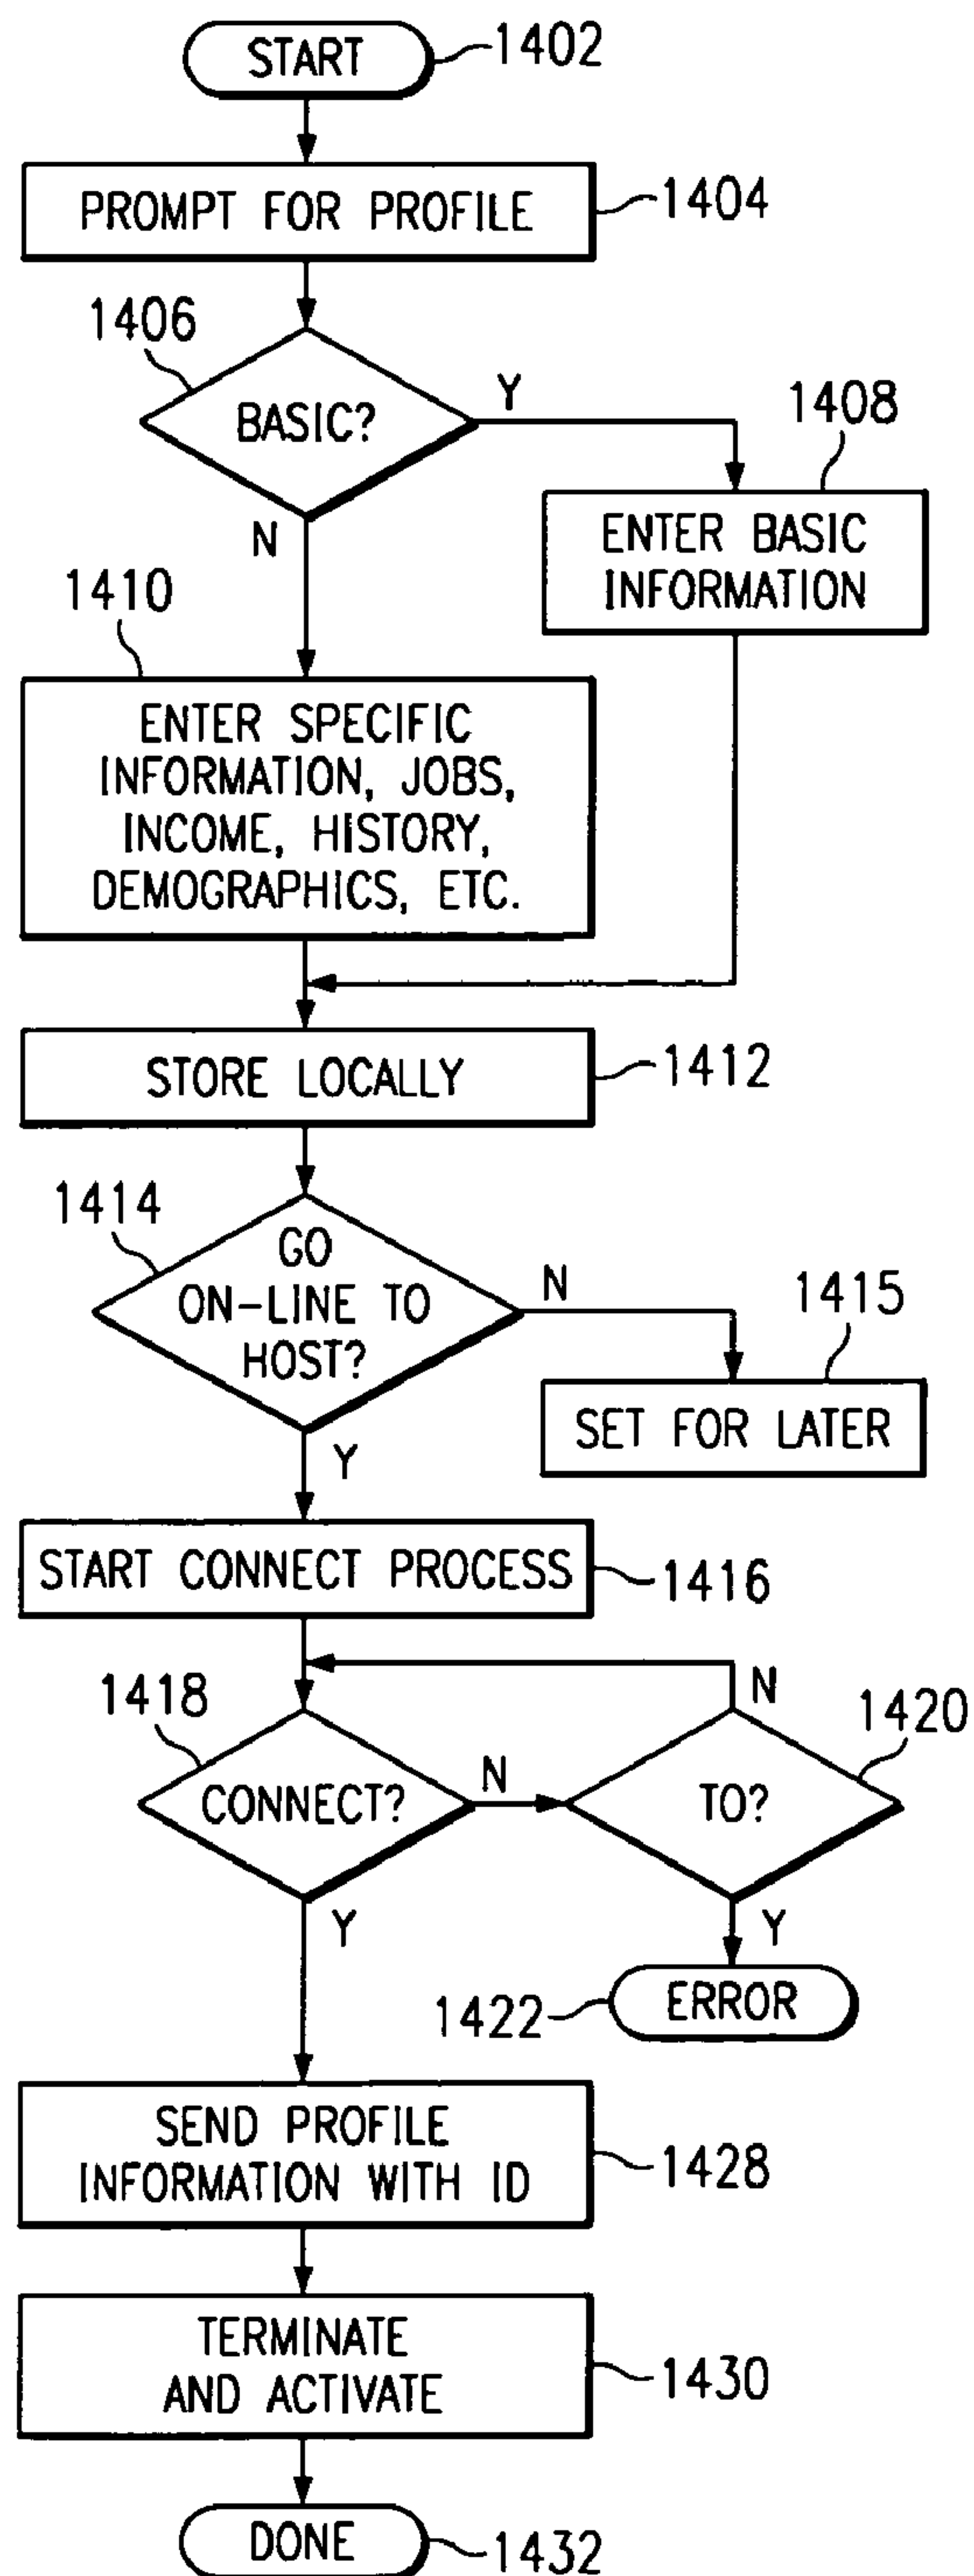 START
1402
PROMPT FOR PROFILE
1404
1406
BASIC?
Y
N
1408
ENTER BASIC
INFORMATION
1410
ENTER SPECIFIC
INFORMATION, JOBS,
INCOME, HISTORY,
DEMOGRAPHICS, ETC.
STORE LOCALLY
1412
1414
GO
ON-LINE TO
HOST?
N
Y
1415
SET FOR LATER
START CONNECT PROCESS
1416
1418
CONNECT?
N
Y
N
1420
TO?
Y
1422
ERROR
SEND PROFILE
INFORMATION WITH ID
1428
TERMINATE
AND ACTIVATE
1430
DONE
1432